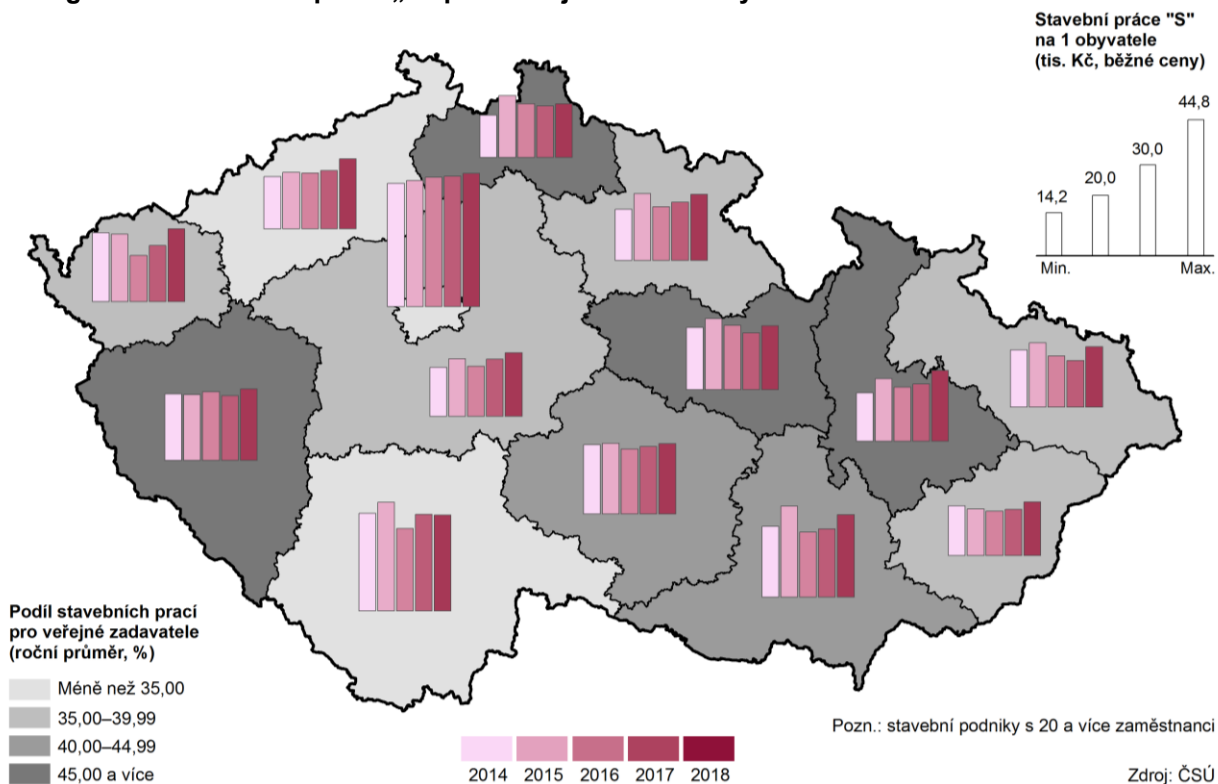 Stavební práce "S"
na 1 obyvatele
(tis. Kč, běžné ceny)
44,8
30,0
20,0
14,2
Min.
Max.
Podíl stavebních prací
pro veřejné zadavatele
(roční průměr, %)
Méně než 35,00
35,00–39,99
40,00–44,99
45,00 a více
2014 2015 2016 2017 2018
Pozn.: stavební podniky s 20 a více zaměstnanci
Zdroj: ČSÚ